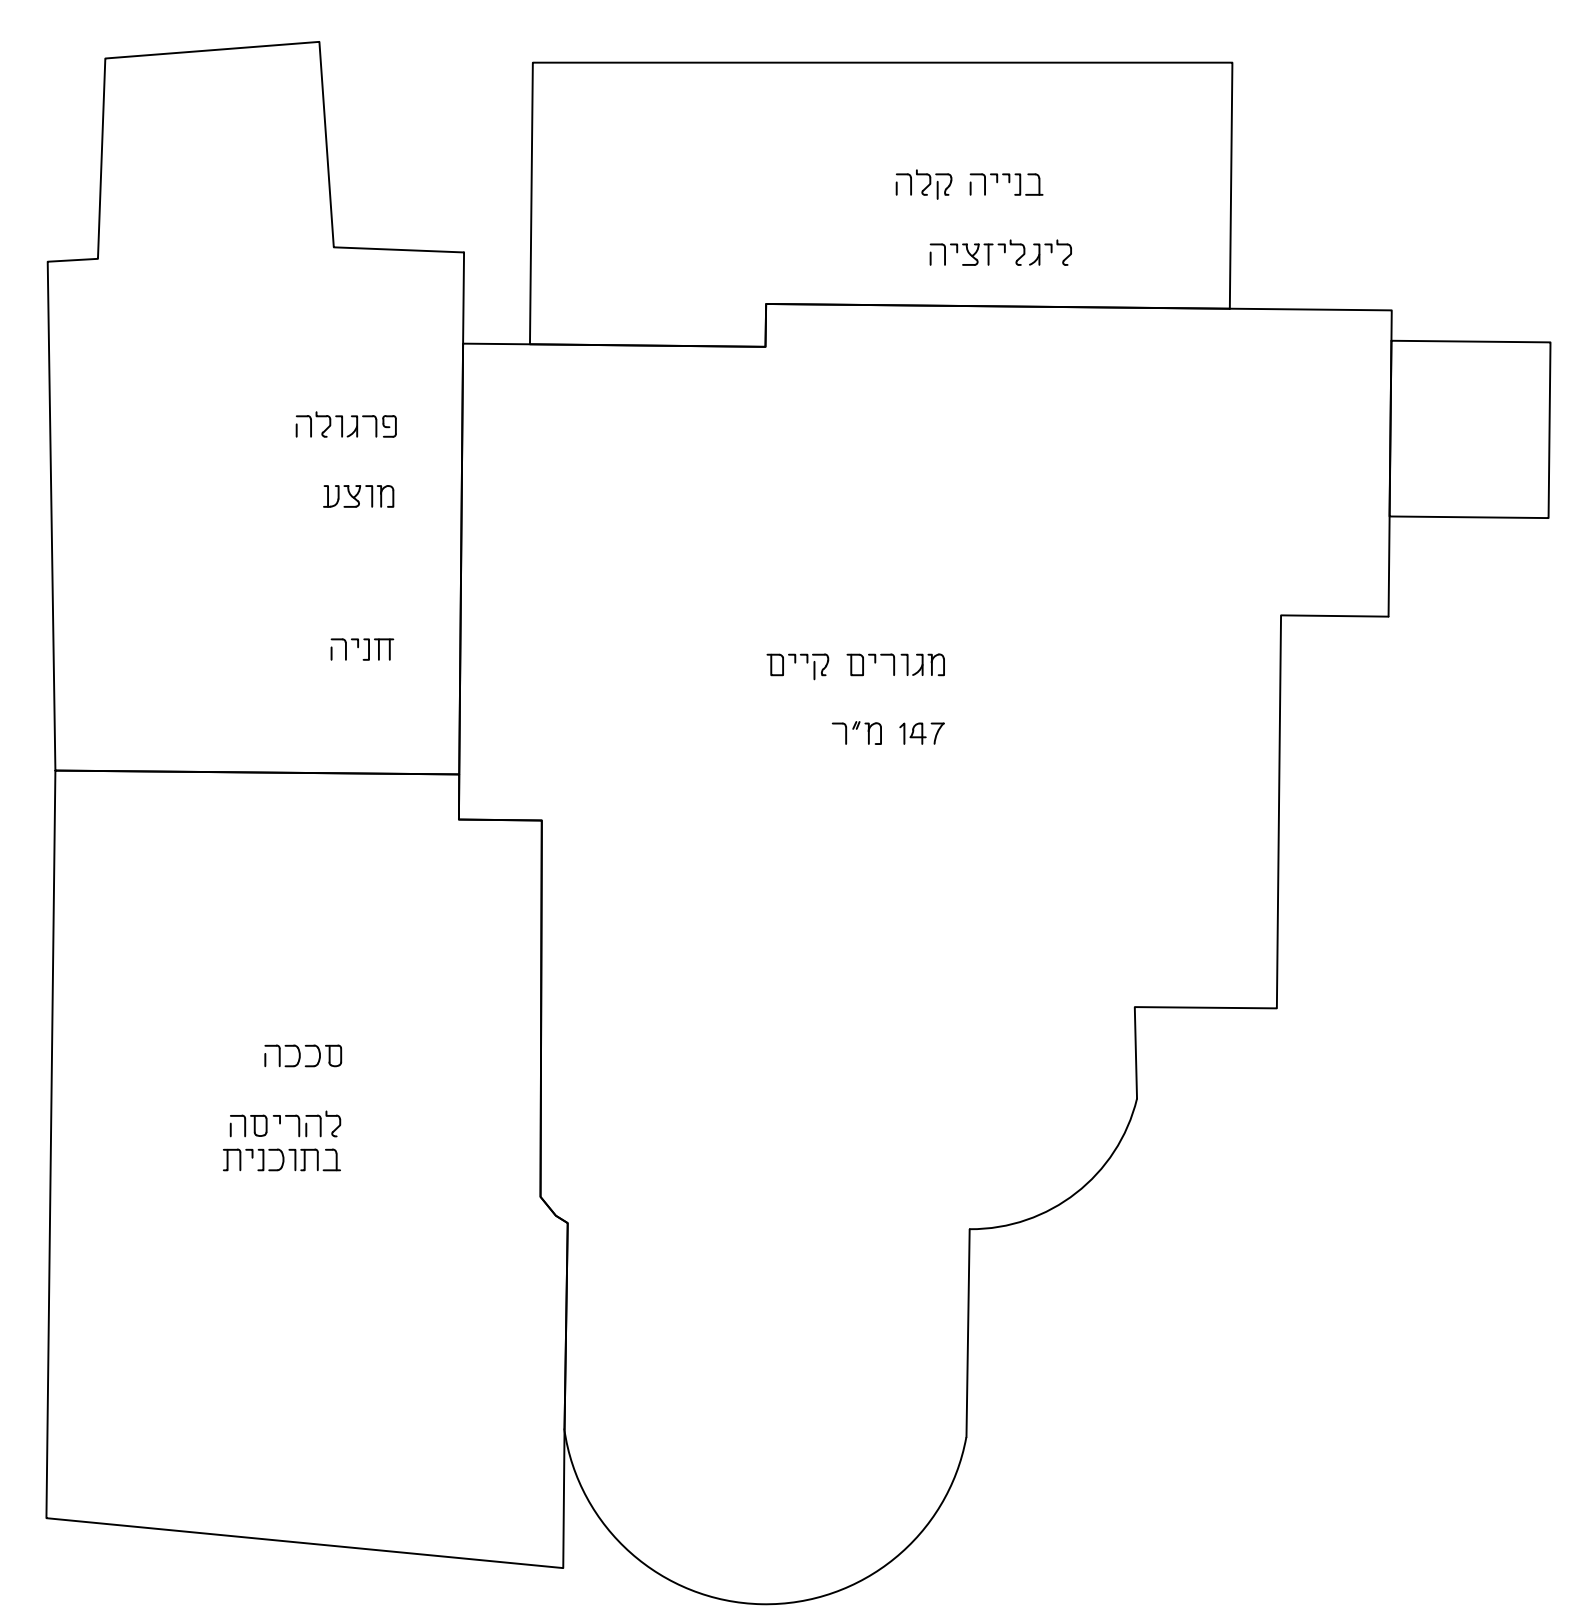 בנייה קלה
ליגליזציה
פרגולה
מוצע
חניה
מגורים קיים
147 מ"ר
סככה
להריסה
בתוכנית